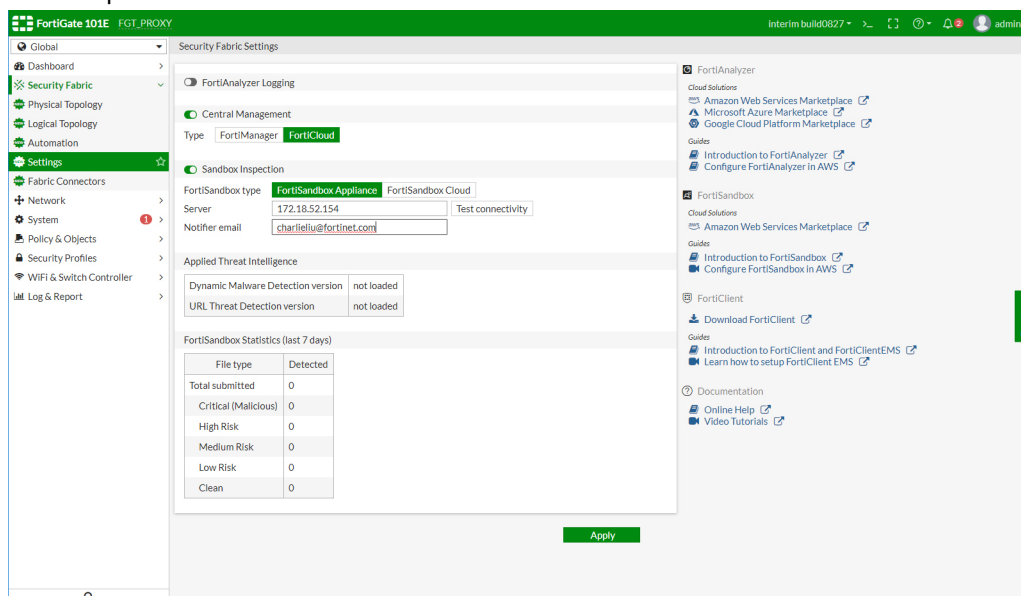 FortiGate 101E FGT_PROXY
interim build0827
>_
2
admin
Global
Dashboard
Security Fabric
Physical Topology
Logical Topology
Automation
Settings
Fabric Connectors
Network
System 1
Policy & Objects
Security Profiles
WiFi & Switch Controller
Log & Report
Security Fabric Settings
FortiAnalyzer Logging
Central Management
Type FortiManager FortiCloud
Sandbox Inspection
FortiSandbox type FortiSandbox Appliance FortiSandbox Cloud
Server 172.18.52.154 Test connectivity
Notifier email charlieliu@fortinet.com
Applied Threat Intelligence
Dynamic Malware Detection version not loaded
URL Threat Detection version not loaded
FortiSandbox Statistics (last 7 days)
File type Detected
Total submitted 0
Critical (Malicious) 0
High Risk 0
Medium Risk 0
Low Risk 0
Clean 0
Apply
FortiAnalyzer
Cloud Solutions
Amazon Web Services Marketplace
Microsoft Azure Marketplace
Google Cloud Platform Marketplace
Guides
Introduction to FortiAnalyzer
Configure FortiAnalyzer in AWS
FortiSandbox
Cloud Solutions
Amazon Web Services Marketplace
Guides
Introduction to FortiSandbox
Configure FortiSandbox in AWS
FortiClient
Download FortiClient
Guides
Introduction to FortiClient and FortiClientEMS
Learn how to setup FortiClient EMS
Documentation
Online Help
Video Tutorials